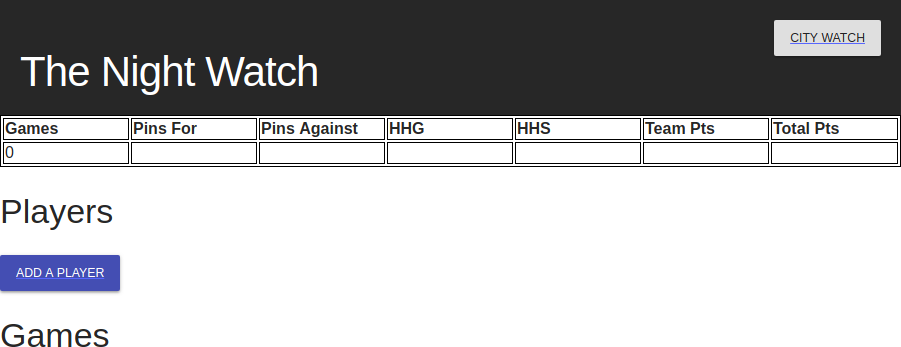 CITY WATCH
The Night Watch
Games Pins For Pins Against HHG HHS Team Pts Total Pts
0
Players
ADD A PLAYER
Games